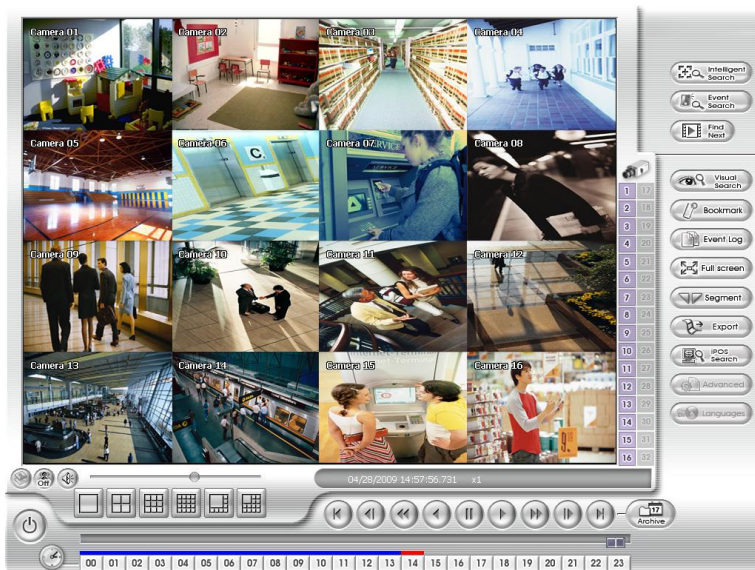 Camera 01
Camera 02
Camera 03
Camera 04
Camera 05
Camera 06
Camera 07
Camera 08
Camera 09
Camera 10
Camera 11
Camera 12
Camera 13
Camera 14
Camera 15
Camera 16
C.
SERVICE
Internet Terminal
Intelligent
Search
Event
Search
Find
Next
1 17
2 18
3 19
4 20
5 21
6 22
7 23
8 24
9 25
10 26
11 27
12 28
13 29
14 30
15 31
16 32
Visual
Search
Bookmark
Event Log
Full screen
Segment
Export
IPOS
Search
Advanced
Languages
Off
04/28/2009 14:57:56.731 x1
17
Archive
00 01 02 03 04 05 06 07 08 09 10 11 12 13 14 15 16 17 18 19 20 21 22 23